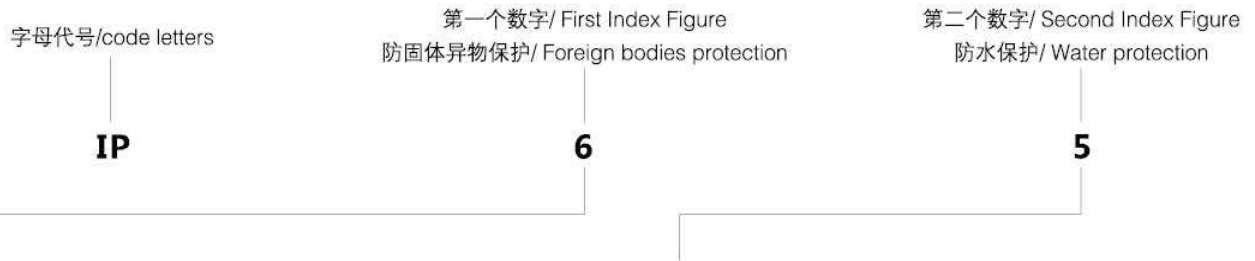 字母代号/code letters
第一个数字/ First Index Figure
防固体异物保护/ Foreign bodies protection
第二个数字/ Second Index Figure
防水保护/ Water protection
IP
6
5